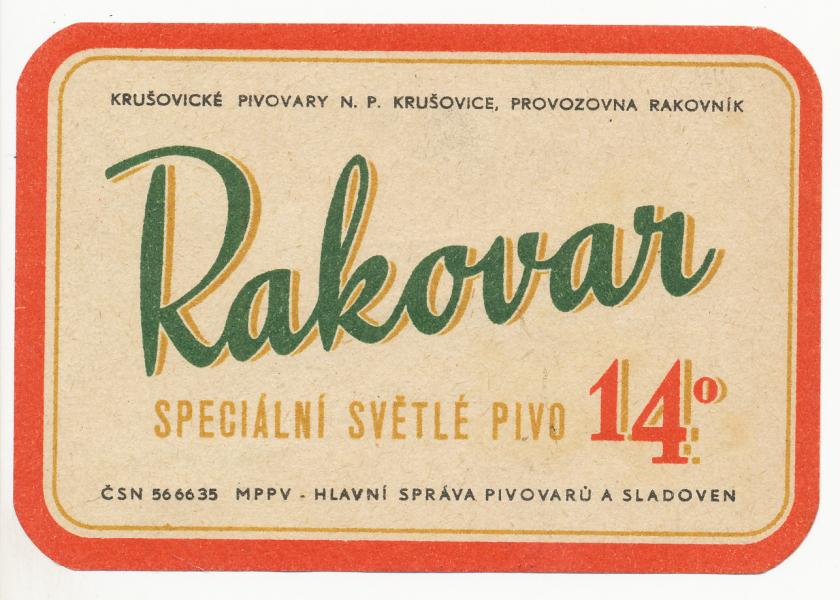 KRUŠOVICKÉ PIVOVARY N. P. KRUŠOVICE, PROVOZOVNA RAKOVNÍK
Rakovar
SPECIÁLNÍ SVĚTLÉ PIVO 14°
ČSN 566635 MPPV - HLAVNÍ SPRÁVA PIVOVARŮ A SLADOVEN